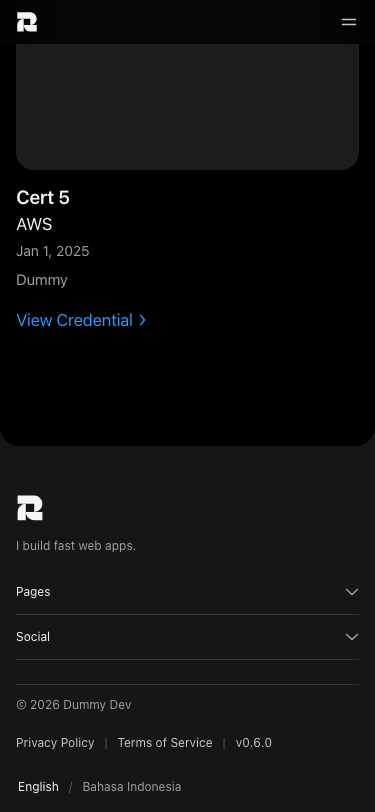 Cert 5
AWS
Jan 1, 2025
Dummy
View Credential
I build fast web apps.
Pages
Social
© 2026 Dummy Dev
Privacy Policy | Terms of Service | v0.6.0
English / Bahasa Indonesia